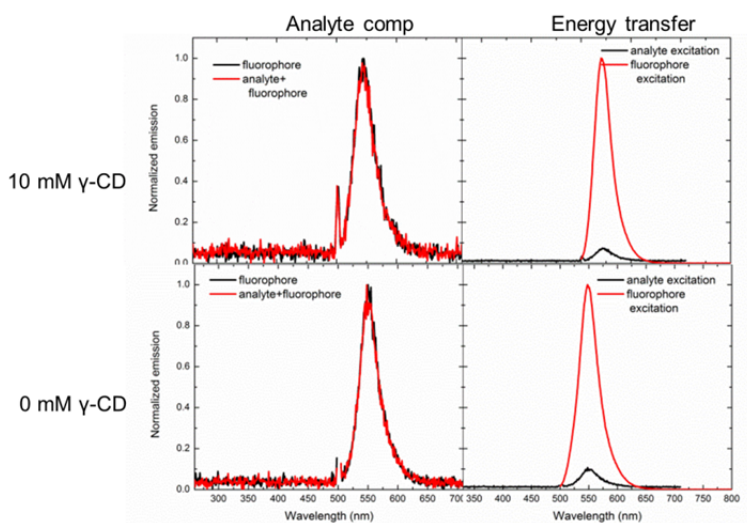 Analyte comp
Energy transfer
10 mM γ-CD
Normalized emission
1.0
0.8
0.6
0.4
0.2
0.0
fluorophore
analyte+
fluorophore
analyte excitation
fluorophore
excitation
0 mM γ-CD
Normalized emission
1.0
0.8
0.6
0.4
0.2
0.0
fluorophore
analyte+fluorophore
analyte excitation
fluorophore
excitation
300 350 400 450 500 550 600 650 700
350 400 450 500 550 600 650 700 750 800
Wavelength (nm)
Wavelength (nm)